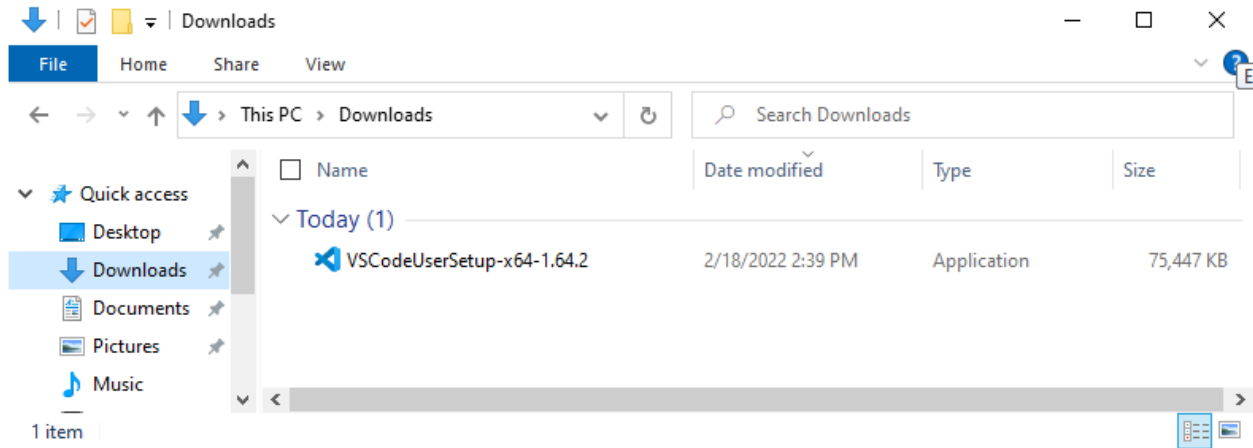 Downloads
File Home Share View
? E
This PC > Downloads Search Downloads
Name Date modified Type Size
Quick access
Today (1)
Desktop
VSCodeUserSetup-x64-1.64.2 2/18/2022 2:39 PM Application 75,447 KB
Downloads
Documents
Pictures
Music
1 item